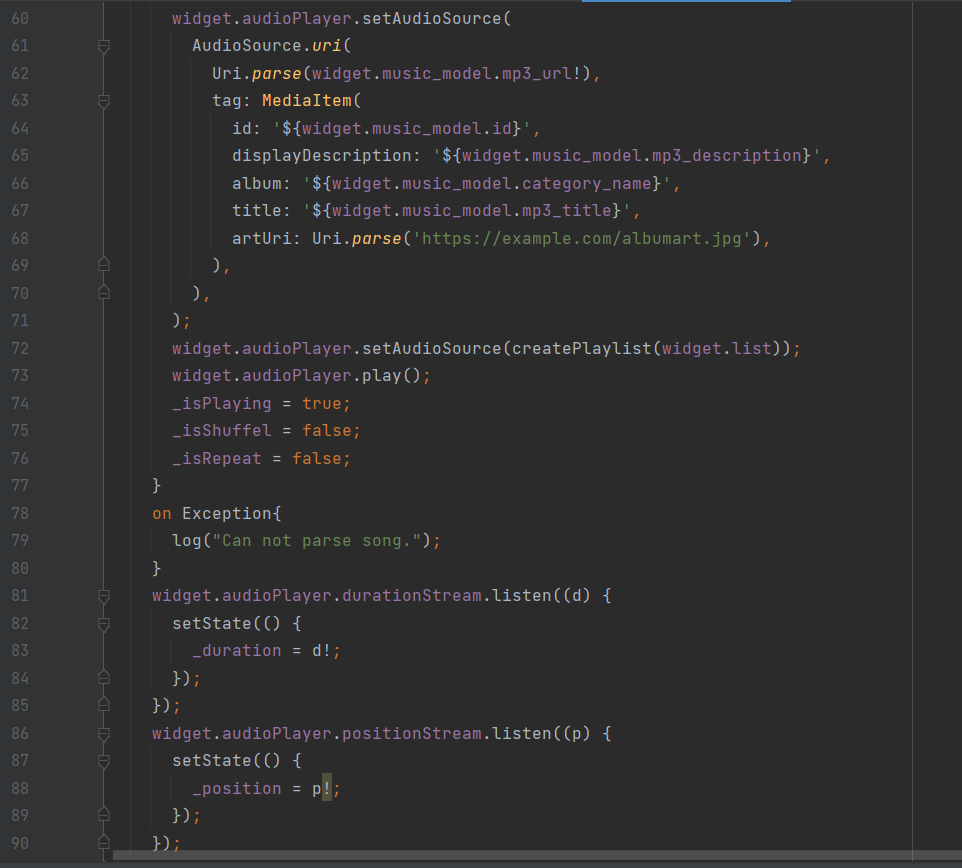 60 widget.audioPlayer.setAudioSource(
61 AudioSource.uri(
62 Uri.parse(widget.music_model.mp3_url!),
63 tag: MediaItem(
64 id: '${widget.music_model.id}',
65 displayDescription: '${widget.music_model.mp3_description}',
66 album: '${widget.music_model.category_name}',
67 title: '${widget.music_model.mp3_title}',
68 artUri: Uri.parse('https://example.com/albumart.jpg'),
69 ),
70 ),
71 );
72 widget.audioPlayer.setAudioSource(createPlaylist(widget.list));
73 widget.audioPlayer.play();
74 _isPlaying = true;
75 _isShuffel = false;
76 _isRepeat = false;
77 }
78 on Exception{
79 log("Can not parse song.");
80 }
81 widget.audioPlayer.durationStream.listen((d) {
82 setState(() {
83 _duration = d!;
84 });
85 });
86 widget.audioPlayer.positionStream.listen((p) {
87 setState(() {
88 _position = p!;
89 });
90 });